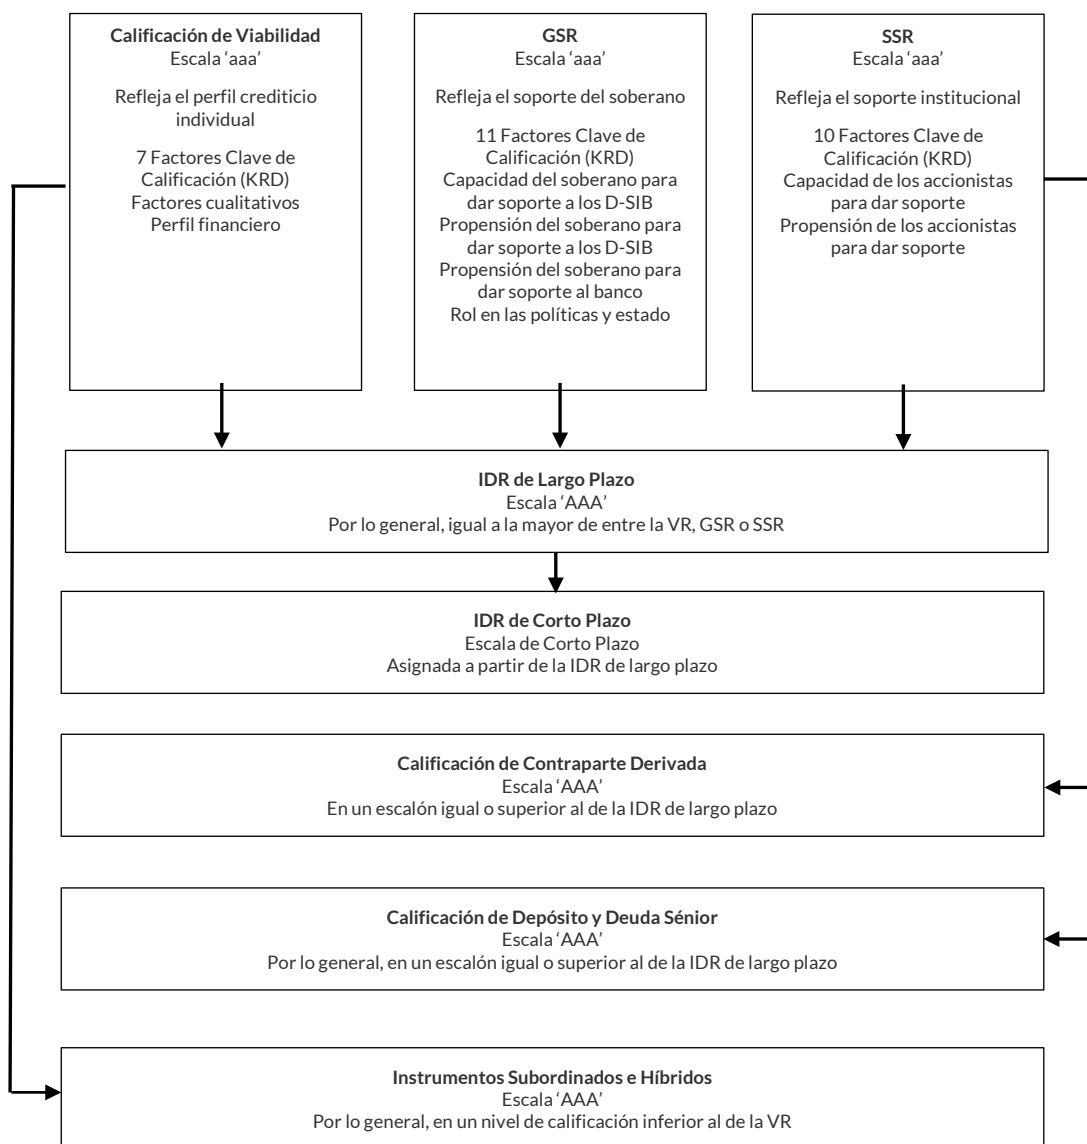 Calificación de Viabilidad
Escala ‘aaa’
Refleja el perfil crediticio
individual
7 Factores Clave de
Calificación (KRD)
Factores cualitativos
Perfil financiero
GSR
Escala ‘aaa’
Refleja el soporte del soberano
11 Factores Clave de
Calificación (KRD)
Capacidad del soberano para
dar soporte a los D-SIB
Propensión del soberano para
dar soporte a los D-SIB
Propensión del soberano para
dar soporte al banco
Rol en las políticas y estado
SSR
Escala ‘aaa’
Refleja el soporte institucional
10 Factores Clave de
Calificación (KRD)
Capacidad de los accionistas
para dar soporte
Propensión de los accionistas
para dar soporte
IDR de Largo Plazo
Escala ‘AAA’
Por lo general, igual a la mayor de entre la VR, GSR o SSR
IDR de Corto Plazo
Escala de Corto Plazo
Asignada a partir de la IDR de largo plazo
Calificación de Contraparte Derivada
Escala ‘AAA’
En un escalón igual o superior al de la IDR de largo plazo
Calificación de Depósito y Deuda Sénior
Escala ‘AAA’
Por lo general, en un escalón igual o superior al de la IDR de largo plazo
Instrumentos Subordinados e Híbridos
Escala ‘AAA’
Por lo general, en un nivel de calificación inferior al de la VR